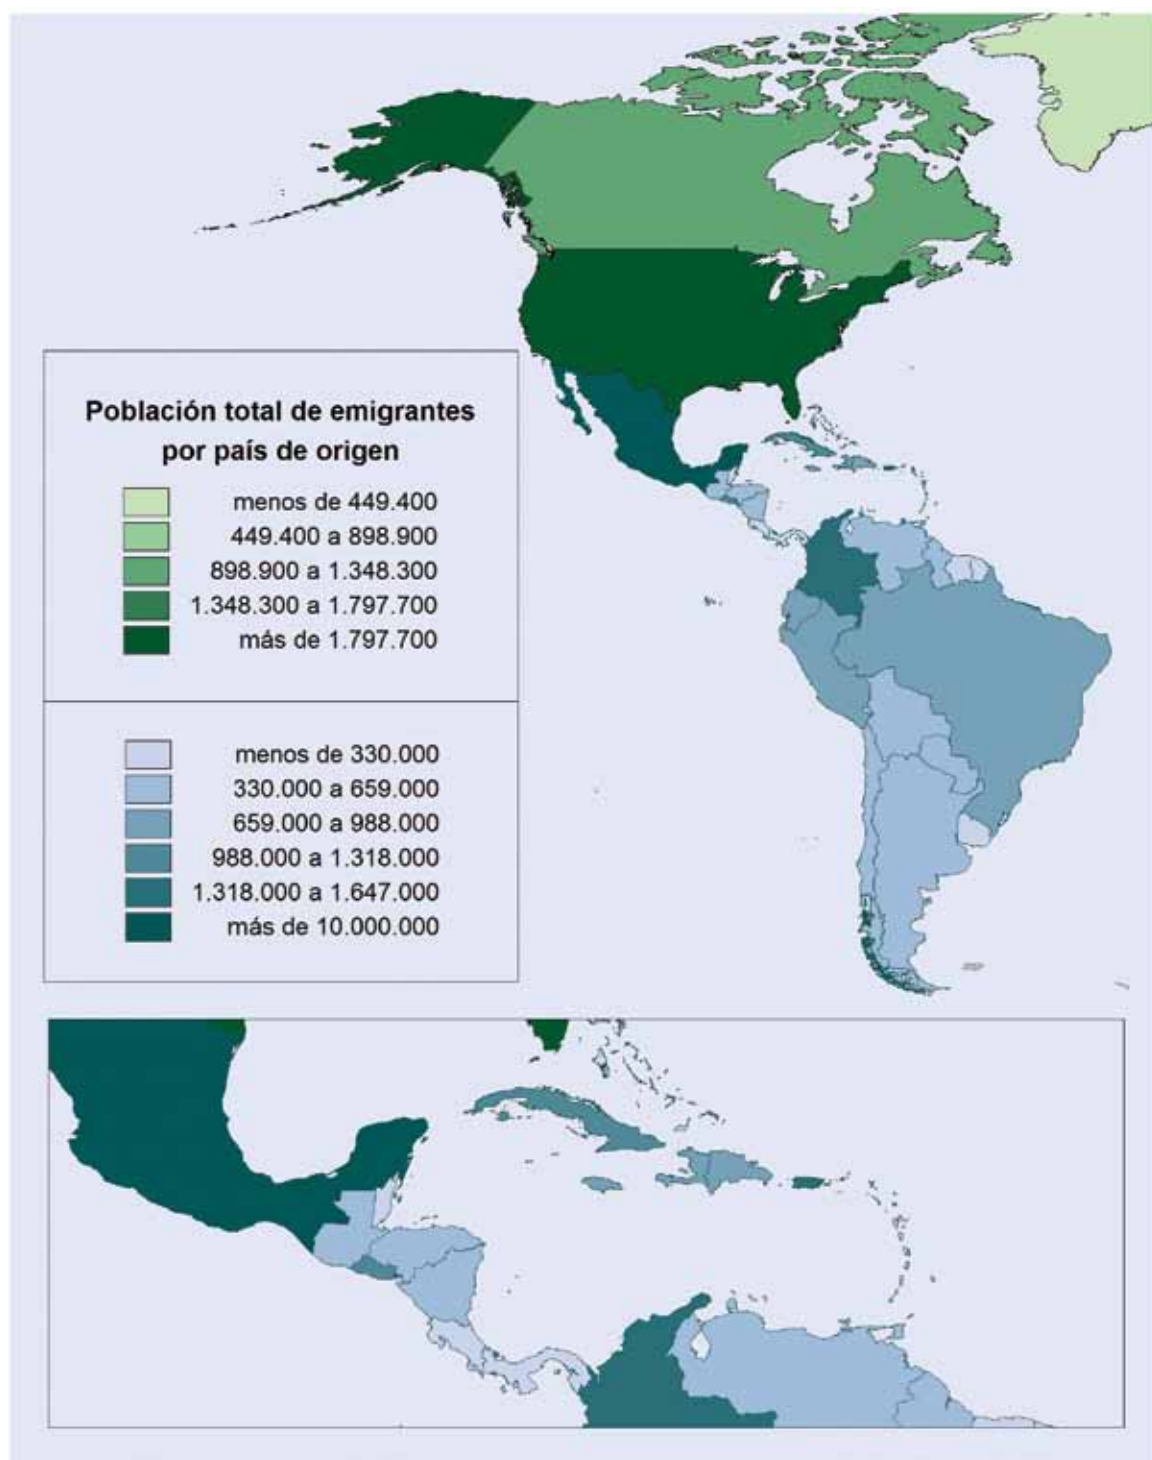 Población total de emigrantes
por país de origen
menos de 449.400
449.400 a 898.900
898.900 a 1.348.300
1.348.300 a 1.797.700
más de 1.797.700
menos de 330.000
330.000 a 659.000
659.000 a 988.000
988.000 a 1.318.000
1.318.000 a 1.647.000
más de 10.000.000